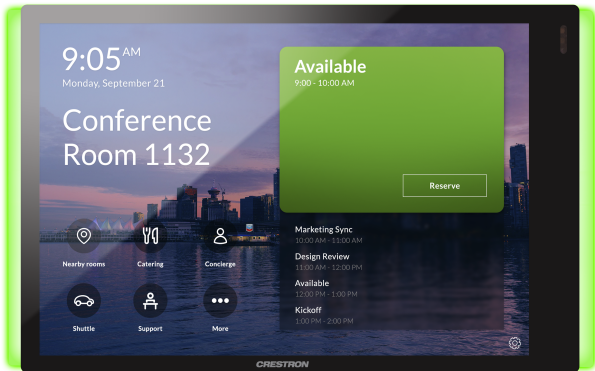 9:05 AM
Monday, September 21
Conference
Room 1132
Nearby rooms
Catering
Concierge
Shuttle
Support
More
Available
9:00 - 10:00 AM
Reserve
Marketing Sync
10:00 AM - 11:00 AM
Design Review
11:00 AM - 12:00 PM
Available
12:00 PM - 1:00 PM
Kickoff
1:00 PM - 2:00 PM
CRESTRON